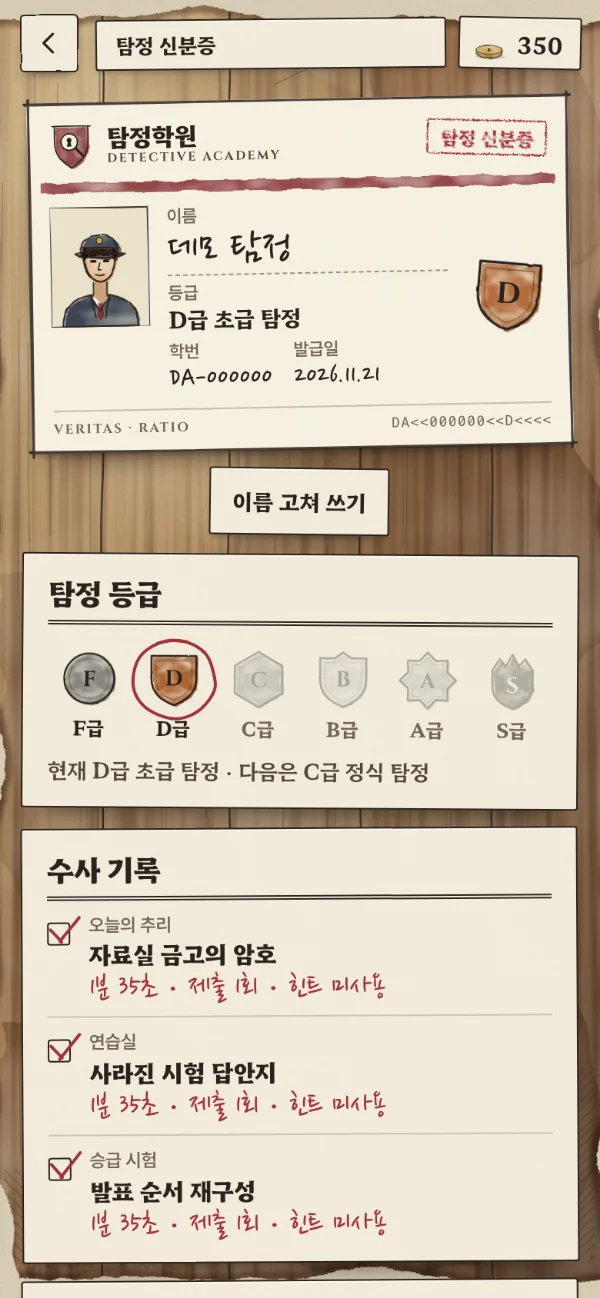 탐정 신분증
350
탐정학원
DETECTIVE ACADEMY
탐정 신분증
이름
데모 탐정
등급
D급 초급 탐정
D
학번 발급일
DA-000000 2026.11.21
VERITAS · RATIO
DA<<000000<<D<<<<
이름 고쳐 쓰기
탐정 등급
F D C B A S
F급 D급 C급 B급 A급 S급
현재 D급 초급 탐정 · 다음은 C급 정식 탐정
수사 기록
오늘의 추리
자료실 금고의 암호
1분 35초 · 제출 1회 · 힌트 미사용
연습실
사라진 시험 답안지
1분 35초 · 제출 1회 · 힌트 미사용
승급 시험
발표 순서 재구성
1분 35초 · 제출 1회 · 힌트 미사용